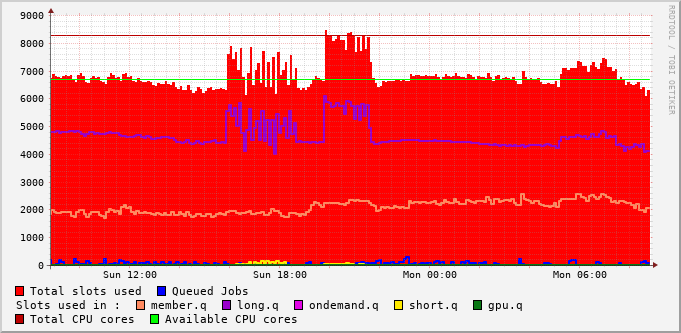 9000
8000
7000
6000
5000
4000
3000
2000
1000
0
Sun 12:00 Sun 18:00 Mon 00:00 Mon 06:00
RRDTOOL / TOBI OETIKER
Total slots used Queued Jobs
Slots used in : member.q long.q ondemand.q short.q gpu.q
Total CPU cores Available CPU cores